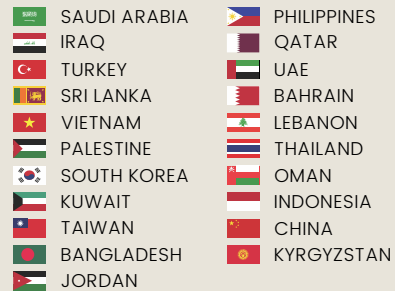 SAUDI ARABIA
IRAQ
TURKEY
SRI LANKA
VIETNAM
PALESTINE
SOUTH KOREA
KUWAIT
TAIWAN
BANGLADESH
JORDAN
PHILIPPINES
QATAR
UAE
BAHRAIN
LEBANON
THAILAND
OMAN
INDONESIA
CHINA
KYRGYZSTAN